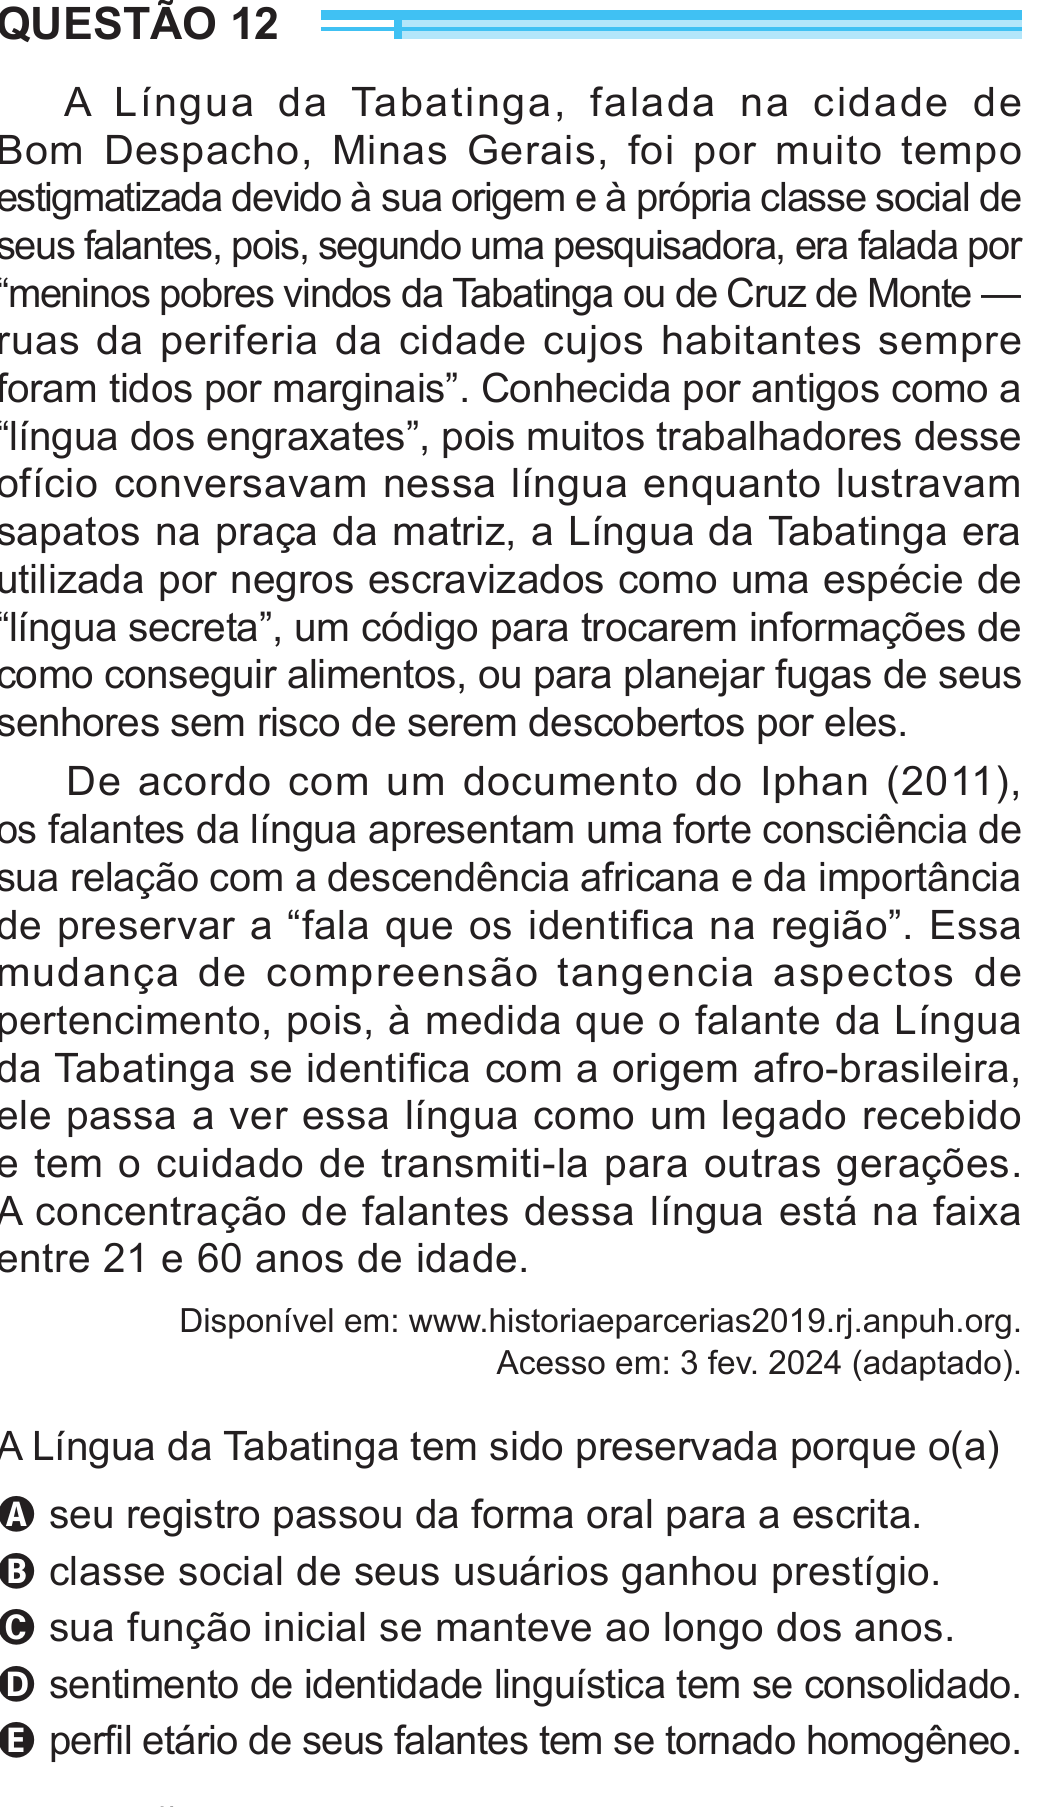 QUESTÃO 12
A Língua da Tabatinga, falada na cidade de
Bom Despacho, Minas Gerais, foi por muito tempo
estigmatizada devido à sua origem e à própria classe social de
seus falantes, pois, segundo uma pesquisadora, era falada por
“meninos pobres vindos da Tabatinga ou de Cruz de Monte —
ruas da periferia da cidade cujos habitantes sempre
foram tidos por marginais”. Conhecida por antigos como a
“língua dos engraxates”, pois muitos trabalhadores desse
ofício conversavam nessa língua enquanto lustravam
sapatos na praça da matriz, a Língua da Tabatinga era
utilizada por negros escravizados como uma espécie de
“língua secreta”, um código para trocarem informações de
como conseguir alimentos, ou para planejar fugas de seus
senhores sem risco de serem descobertos por eles.
De acordo com um documento do Iphan (2011),
os falantes da língua apresentam uma forte consciência de
sua relação com a descendência africana e da importância
de preservar a “fala que os identifica na região”. Essa
mudança de compreensão tangencia aspectos de
pertencimento, pois, à medida que o falante da Língua
da Tabatinga se identifica com a origem afro-brasileira,
ele passa a ver essa língua como um legado recebido
e tem o cuidado de transmiti-la para outras gerações.
A concentração de falantes dessa língua está na faixa
entre 21 e 60 anos de idade.
Disponível em: www.historiaeparcerias2019.rj.anpuh.org.
Acesso em: 3 fev. 2024 (adaptado).
A Língua da Tabatinga tem sido preservada porque o(a)
A seu registro passou da forma oral para a escrita.
B classe social de seus usuários ganhou prestígio.
C sua função inicial se manteve ao longo dos anos.
D sentimento de identidade linguística tem se consolidado.
E perfil etário de seus falantes tem se tornado homogêneo.